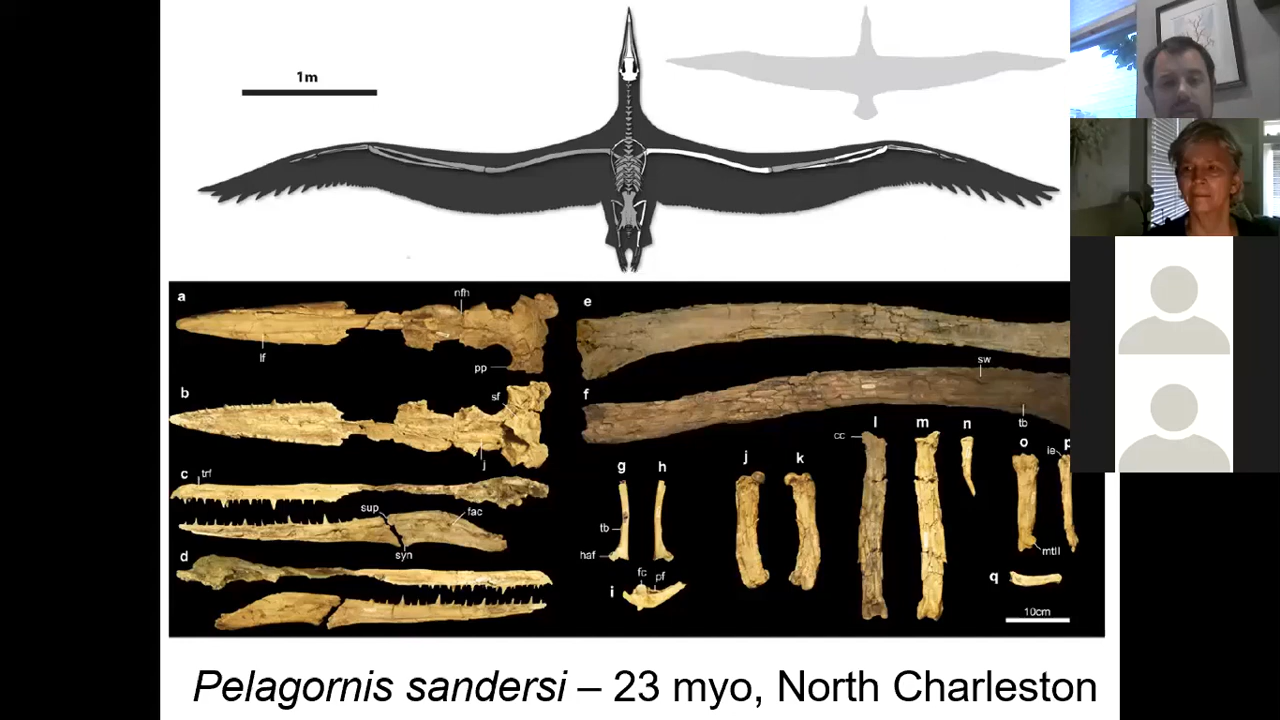 1m
a
nfh
e
lf
pp
sw
b
sf
f
tb
j
cc
l
m
n
o
p
ie
c
trf
g
h
j
k
sup
fac
tb
syn
haf
mtII
d
fc
pf
q
i
10cm
Pelagornis sandersi – 23 myo, North Charleston